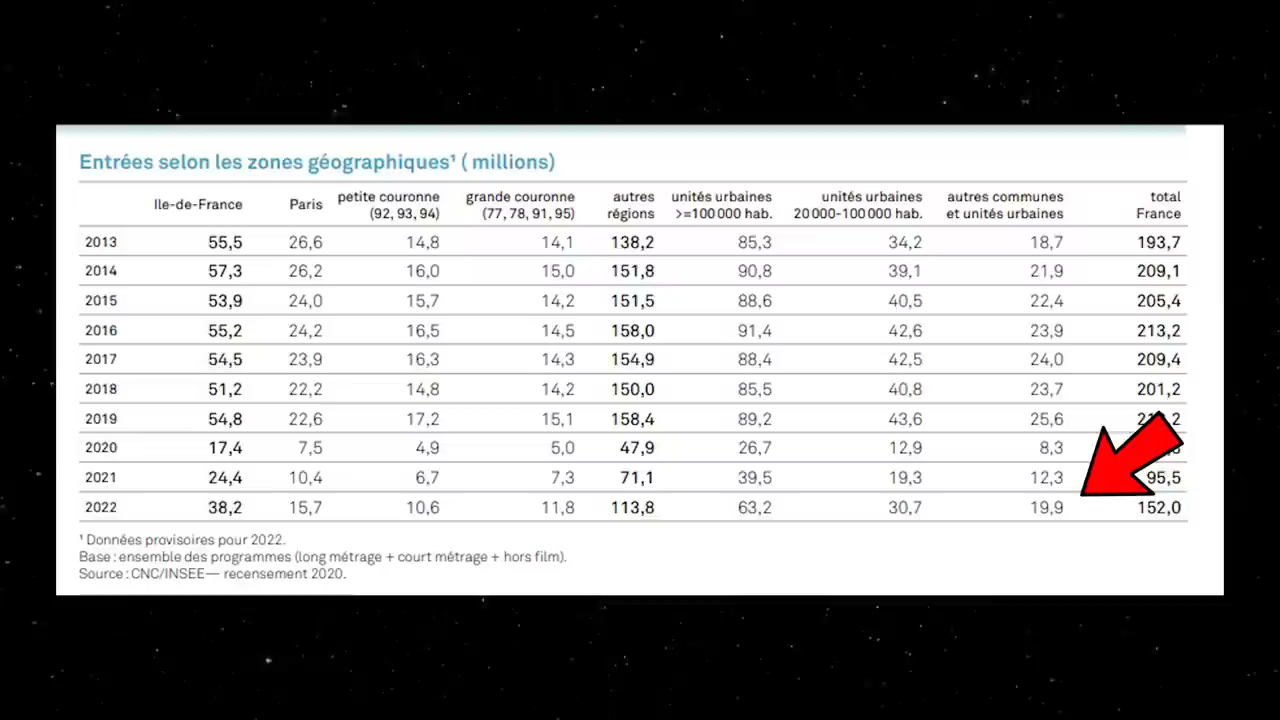 Entrées selon les zones géographiques¹ ( millions)
Ile-de-France Paris petite couronne (92, 93, 94) grande couronne (77, 78, 91, 95) autres régions unités urbaines >=100 000 hab. unités urbaines 20 000-100 000 hab. autres communes et unités urbaines total France
2013 55,5 26,6 14,8 14,1 138,2 85,3 34,2 18,7 193,7
2014 57,3 26,2 16,0 15,0 151,8 90,8 39,1 21,9 209,1
2015 53,9 24,0 15,7 14,2 151,5 88,6 40,5 22,4 205,4
2016 55,2 24,2 16,5 14,5 158,0 91,4 42,6 23,9 213,2
2017 54,5 23,9 16,3 14,3 154,9 88,4 42,5 24,0 209,4
2018 51,2 22,2 14,8 14,2 150,0 85,5 40,8 23,7 201,2
2019 54,8 22,6 17,2 15,1 158,4 89,2 43,6 25,6
2020 17,4 7,5 4,9 5,0 47,9 26,7 12,9 8,3
2021 24,4 10,4 6,7 7,3 71,1 39,5 19,3 12,3 95,5
2022 38,2 15,7 10,6 11,8 113,8 63,2 30,7 19,9 152,0
¹ Données provisoires pour 2022.
Base : ensemble des programmes (long métrage + court métrage + hors film).
Source : CNC/INSEE— recensement 2020.